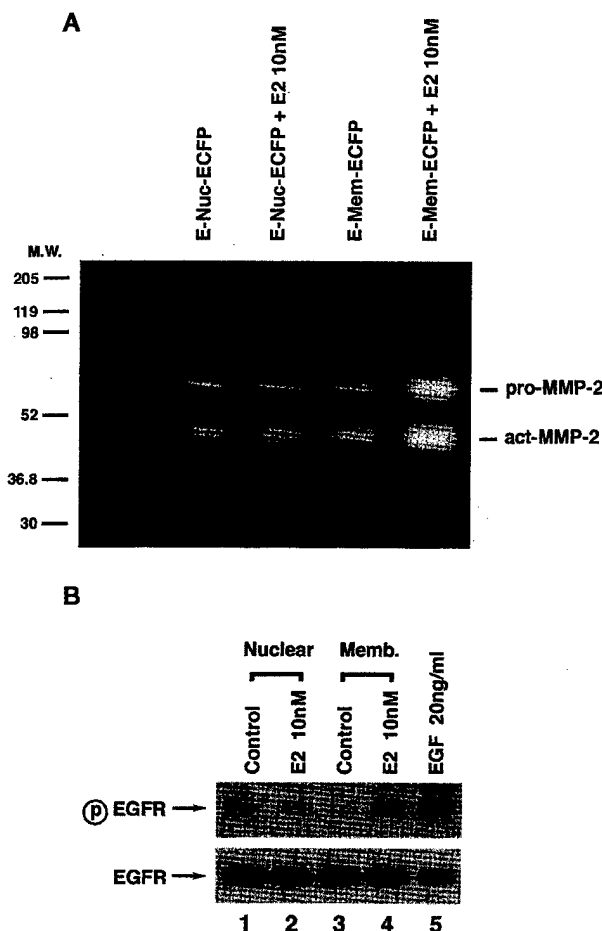 A
E-Nuc-ECFP
E-Nuc-ECFP + E2 10nM
E-Mem-ECFP
E-Mem-ECFP + E2 10nM
M.W.
205
119
98
52
36.8
30
pro-MMP-2
act-MMP-2
B
Nuclear Memb.
Control
E2 10nM
Control
E2 10nM
EGF 20ng/ml
P EGFR
EGFR
1 2 3 4 5